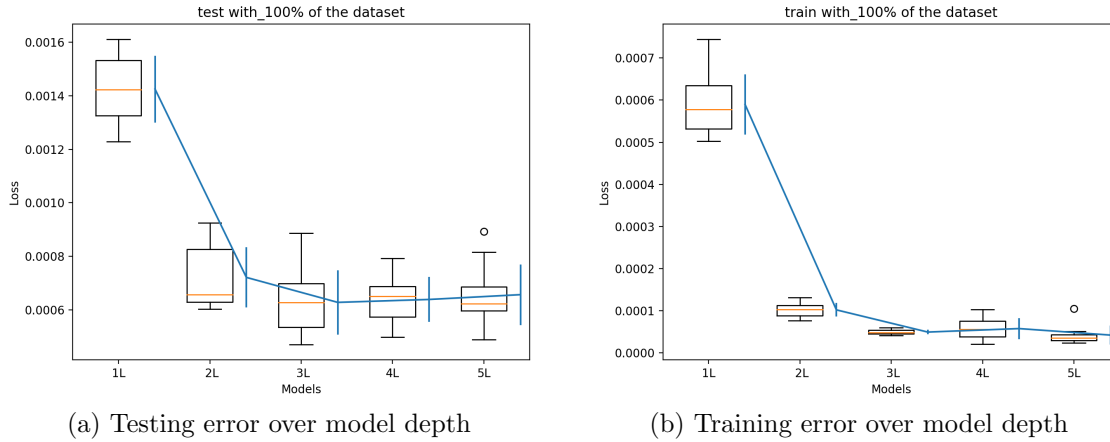 test with_100% of the dataset
0.0016
0.0014
0.0012
0.0010
0.0008
0.0006
Loss
1L 2L 3L 4L 5L
Models
(a) Testing error over model depth
train with_100% of the dataset
0.0007
0.0006
0.0005
0.0004
0.0003
0.0002
0.0001
0.0000
Loss
1L 2L 3L 4L 5L
Models
(b) Training error over model depth